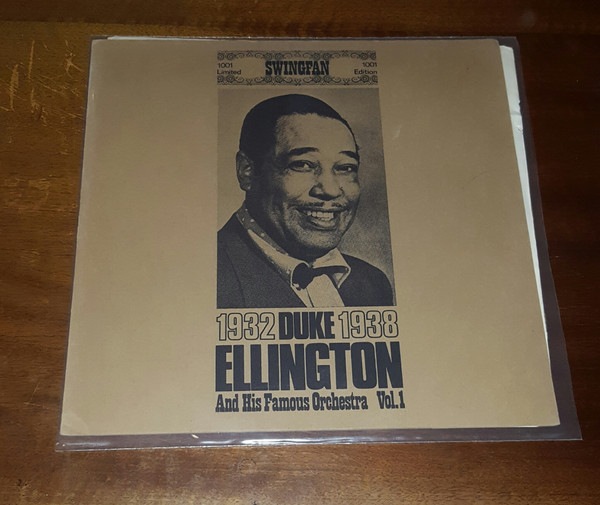 1001 SWINGFAN 1001
Limited Edition
1932 DUKE 1938
ELLINGTON
And His Famous Orchestra Vol.1